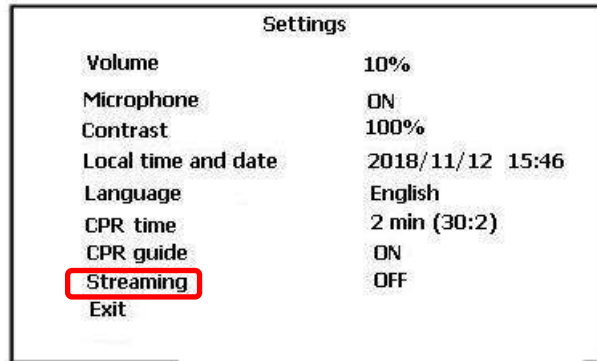 Settings
Volume 10%
Microphone ON
Contrast 100%
Local time and date 2018/11/12 15:46
Language English
CPR time 2 min (30:2)
CPR guide ON
Streaming OFF
Exit